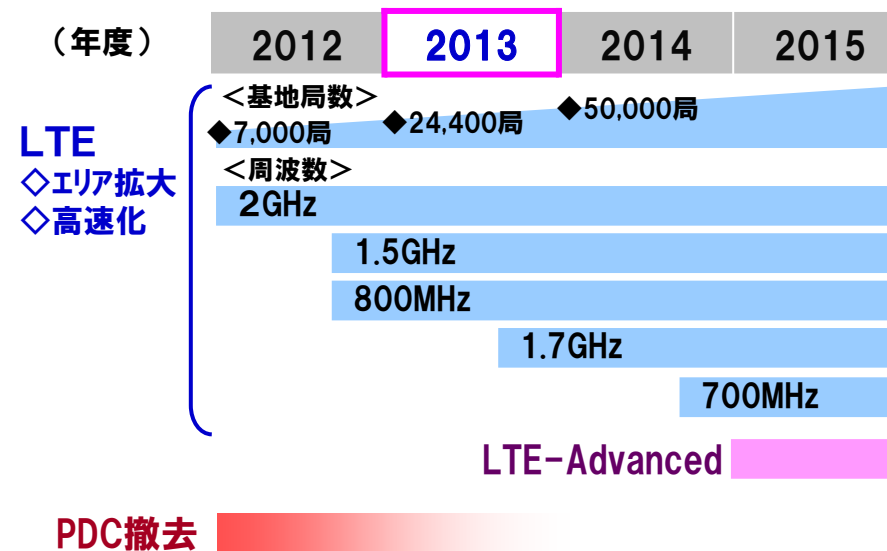 （年度） 2012 2013 2014 2015
＜基地局数＞
◆7,000局 ◆24,400局 ◆50,000局
LTE
◇エリア拡大
◇高速化
＜周波数＞
2GHz
1.5GHz
800MHz
1.7GHz
700MHz
LTE-Advanced
PDC撤去